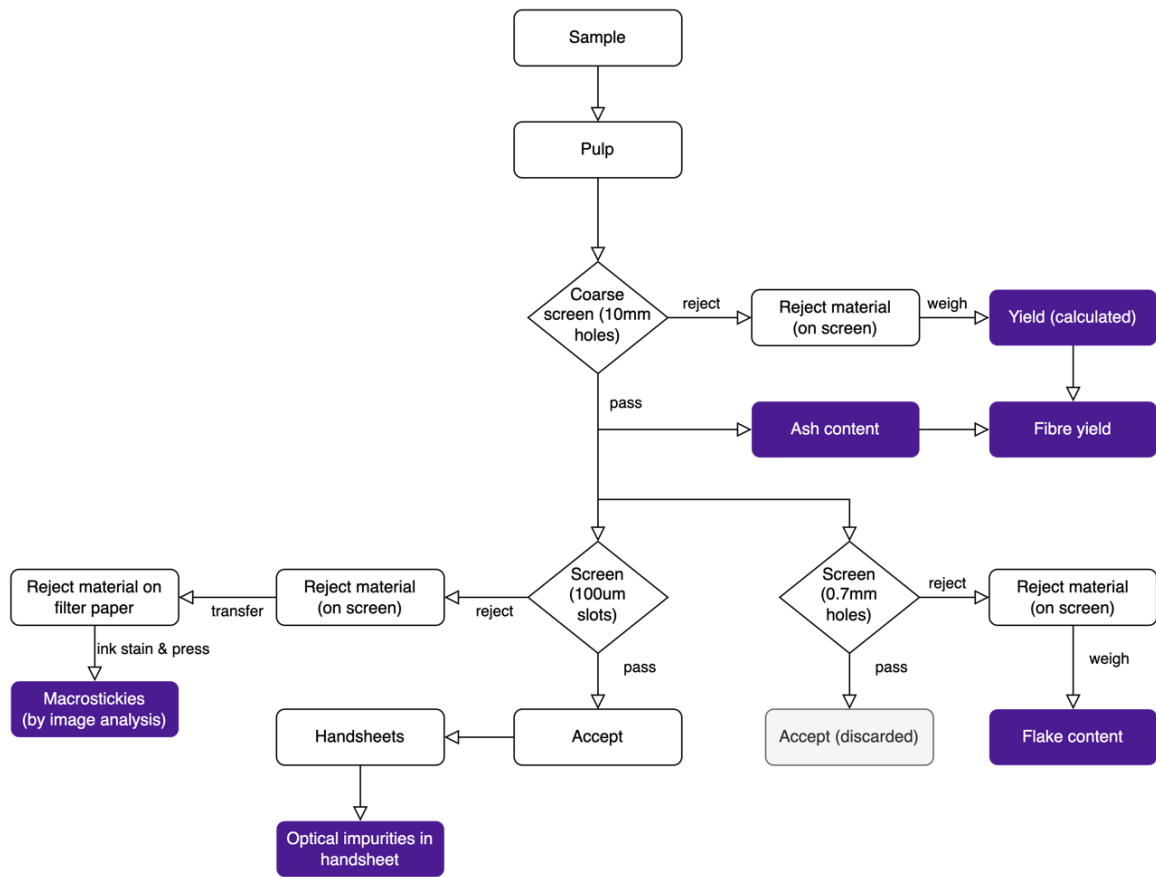 Sample
Pulp
Coarse
screen (10mm
holes)
reject
Reject material
(on screen)
weigh
Yield (calculated)
pass
Ash content
Fibre yield
Reject material on
filter paper
transfer
Reject material
(on screen)
reject
Screen
(100um
slots)
Screen
(0.7mm
holes)
reject
Reject material
(on screen)
ink stain & press
pass
pass
weigh
Macrostickies
(by image analysis)
Handsheets
Accept
Accept (discarded)
Flake content
Optical impurities in
handsheet